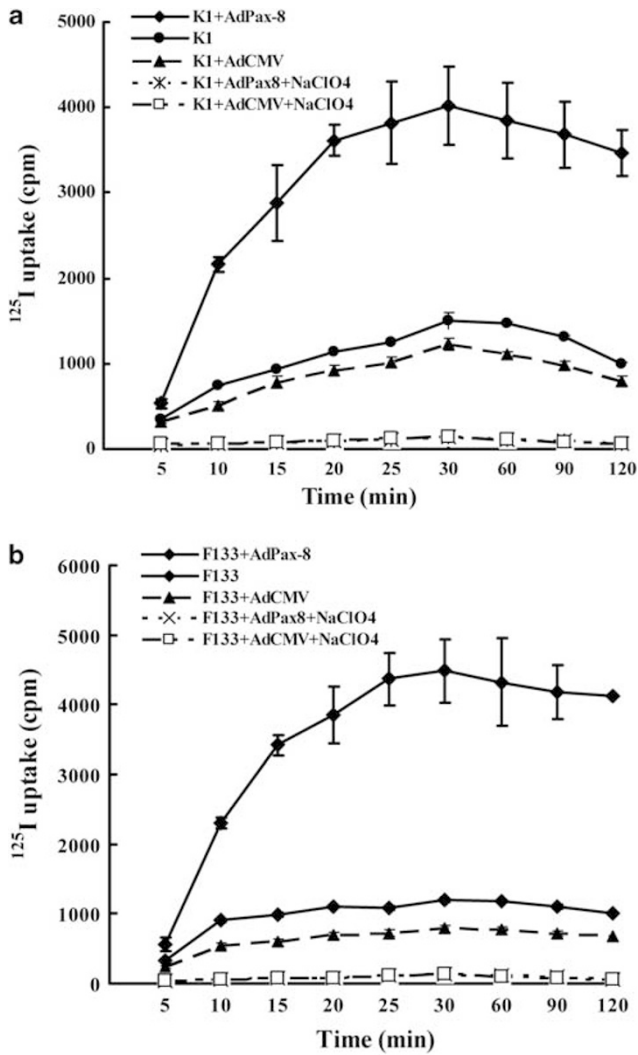 a
K1+AdPax-8
K1
K1+AdCMV
K1+AdPax8+NaClO4
K1+AdCMV+NaClO4
125I uptake (cpm)
5000
4000
3000
2000
1000
0
5 10 15 20 25 30 60 90 120
Time (min)
b
F133+AdPax-8
F133
F133+AdCMV
F133+AdPax8+NaClO4
F133+AdCMV+NaClO4
125I uptake (cpm)
6000
5000
4000
3000
2000
1000
0
5 10 15 20 25 30 60 90 120
Time (min)